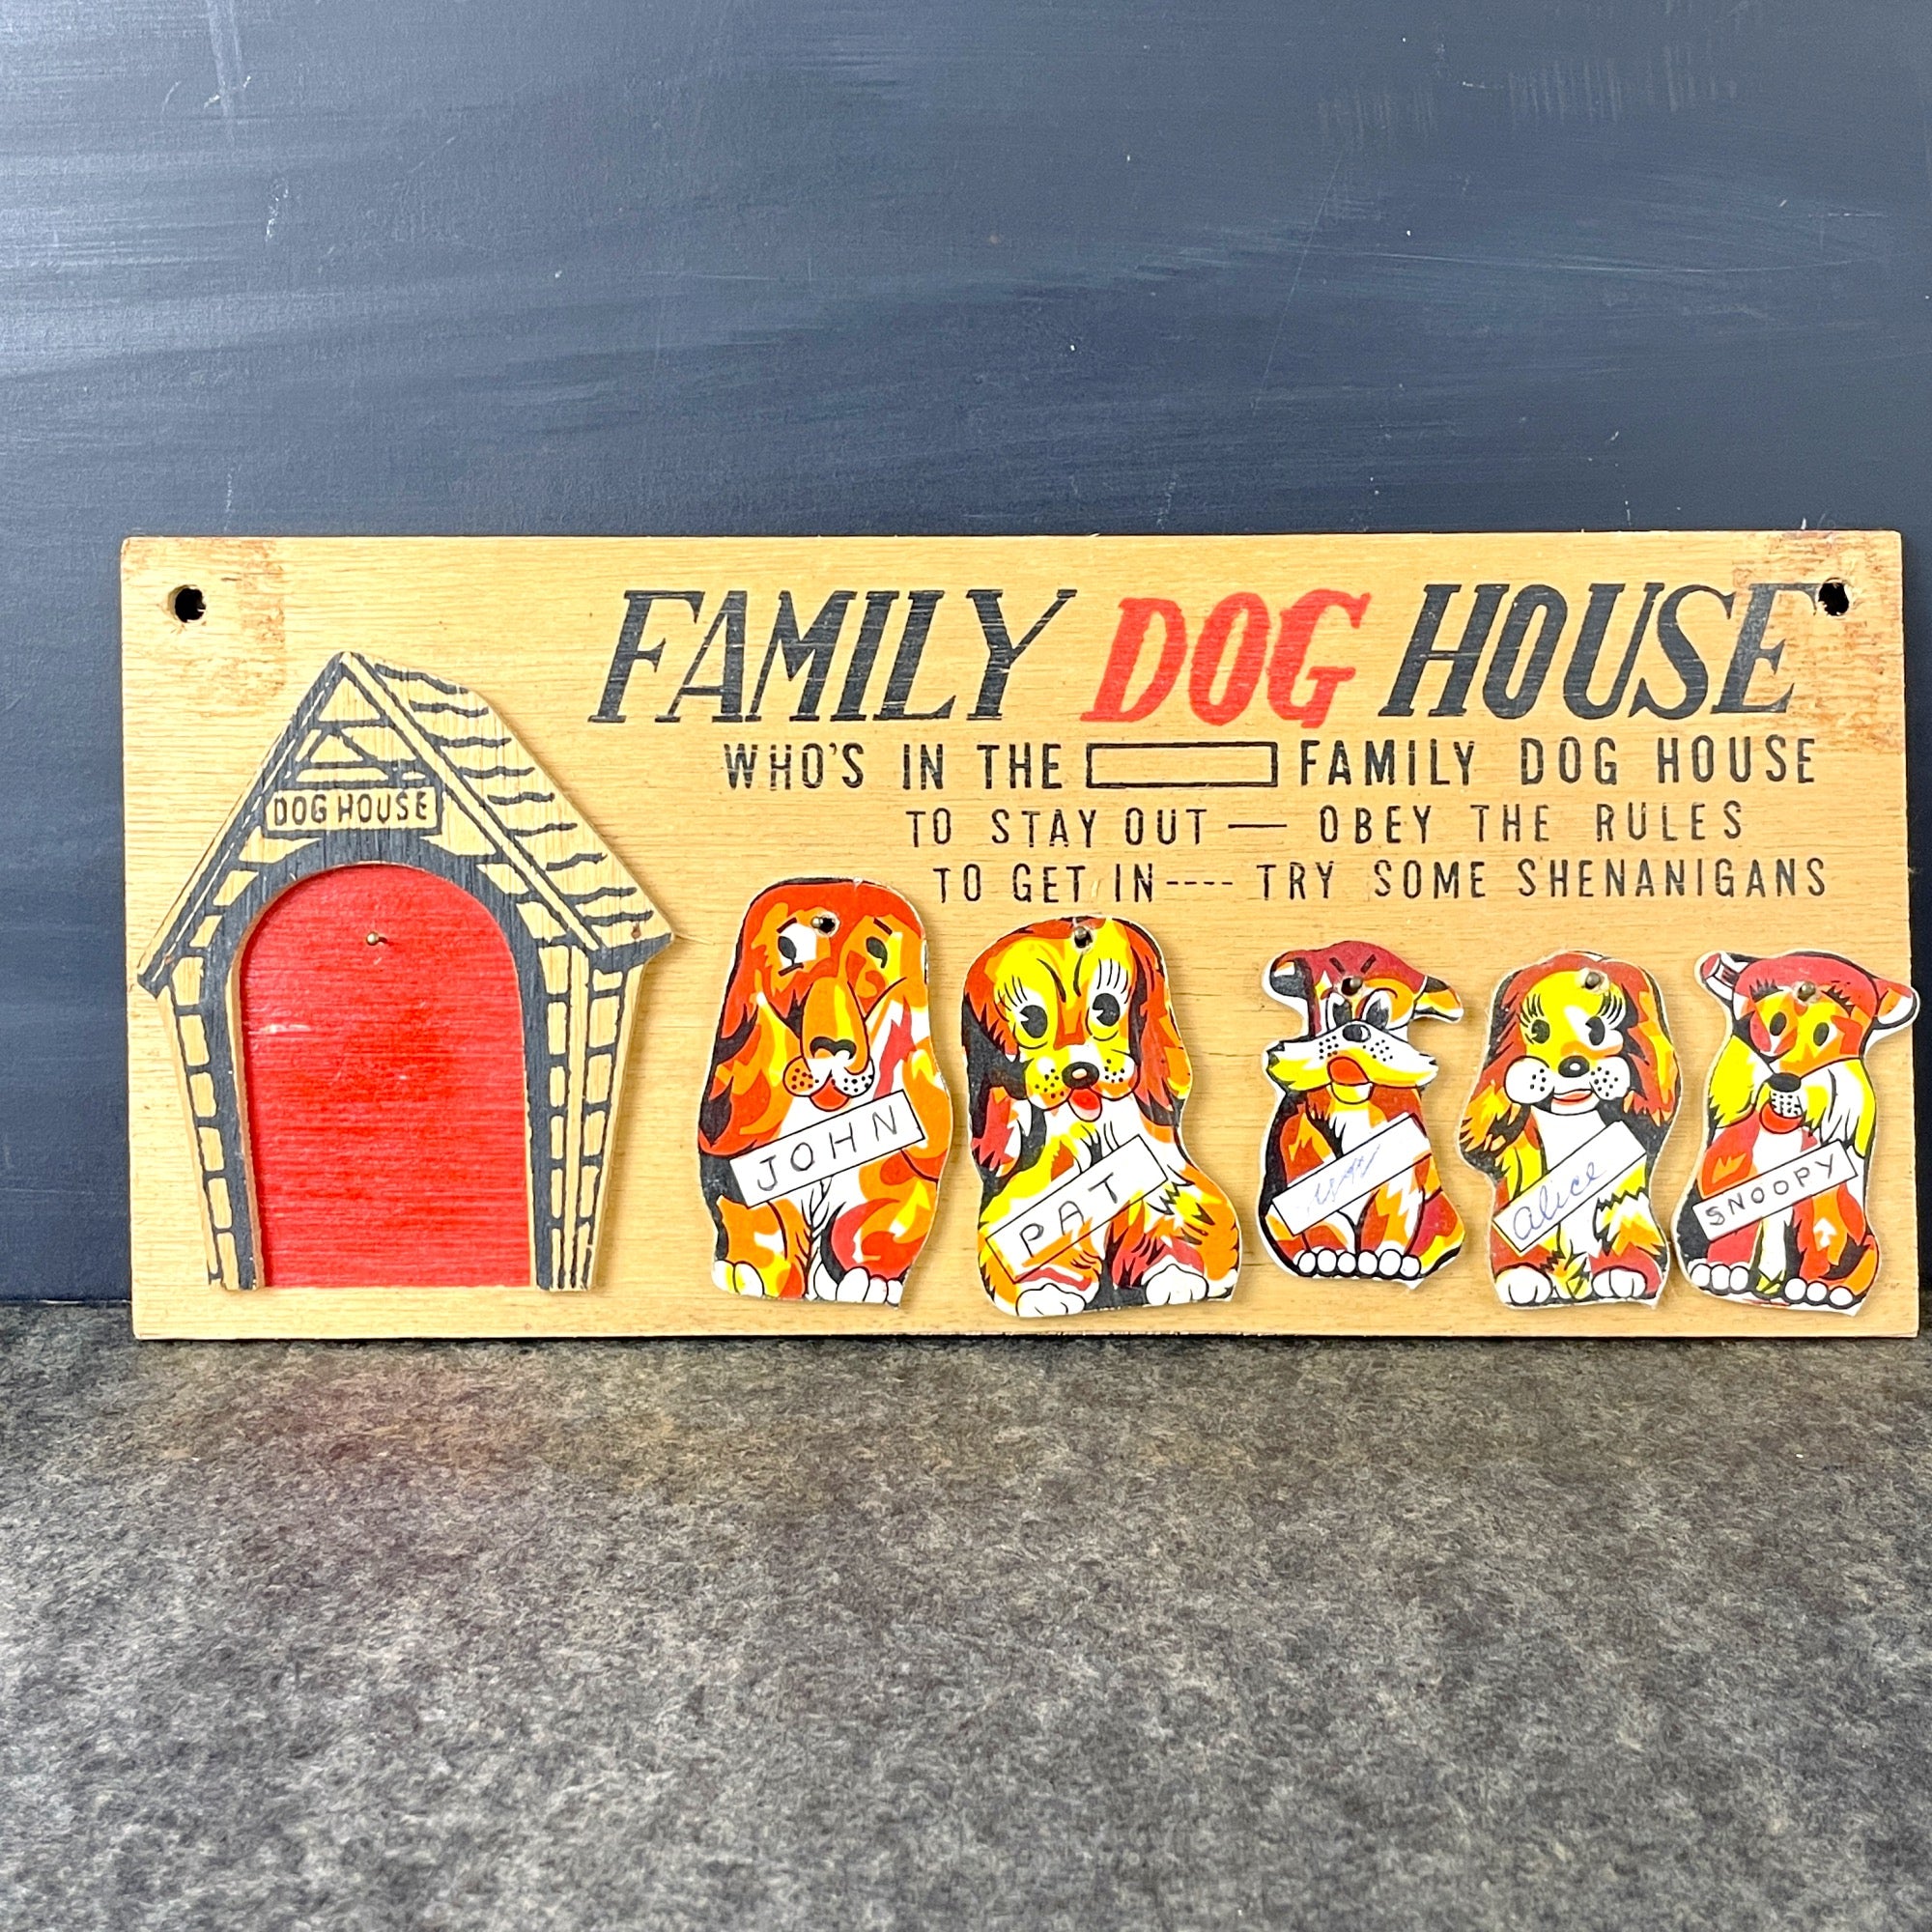 FAMILY DOG HOUSE
WHO'S IN THE FAMILY DOG HOUSE
TO STAY OUT — OBEY THE RULES
TO GET IN ---- TRY SOME SHENANIGANS
DOG HOUSE
JOHN
PAT
alice
SNOOPY